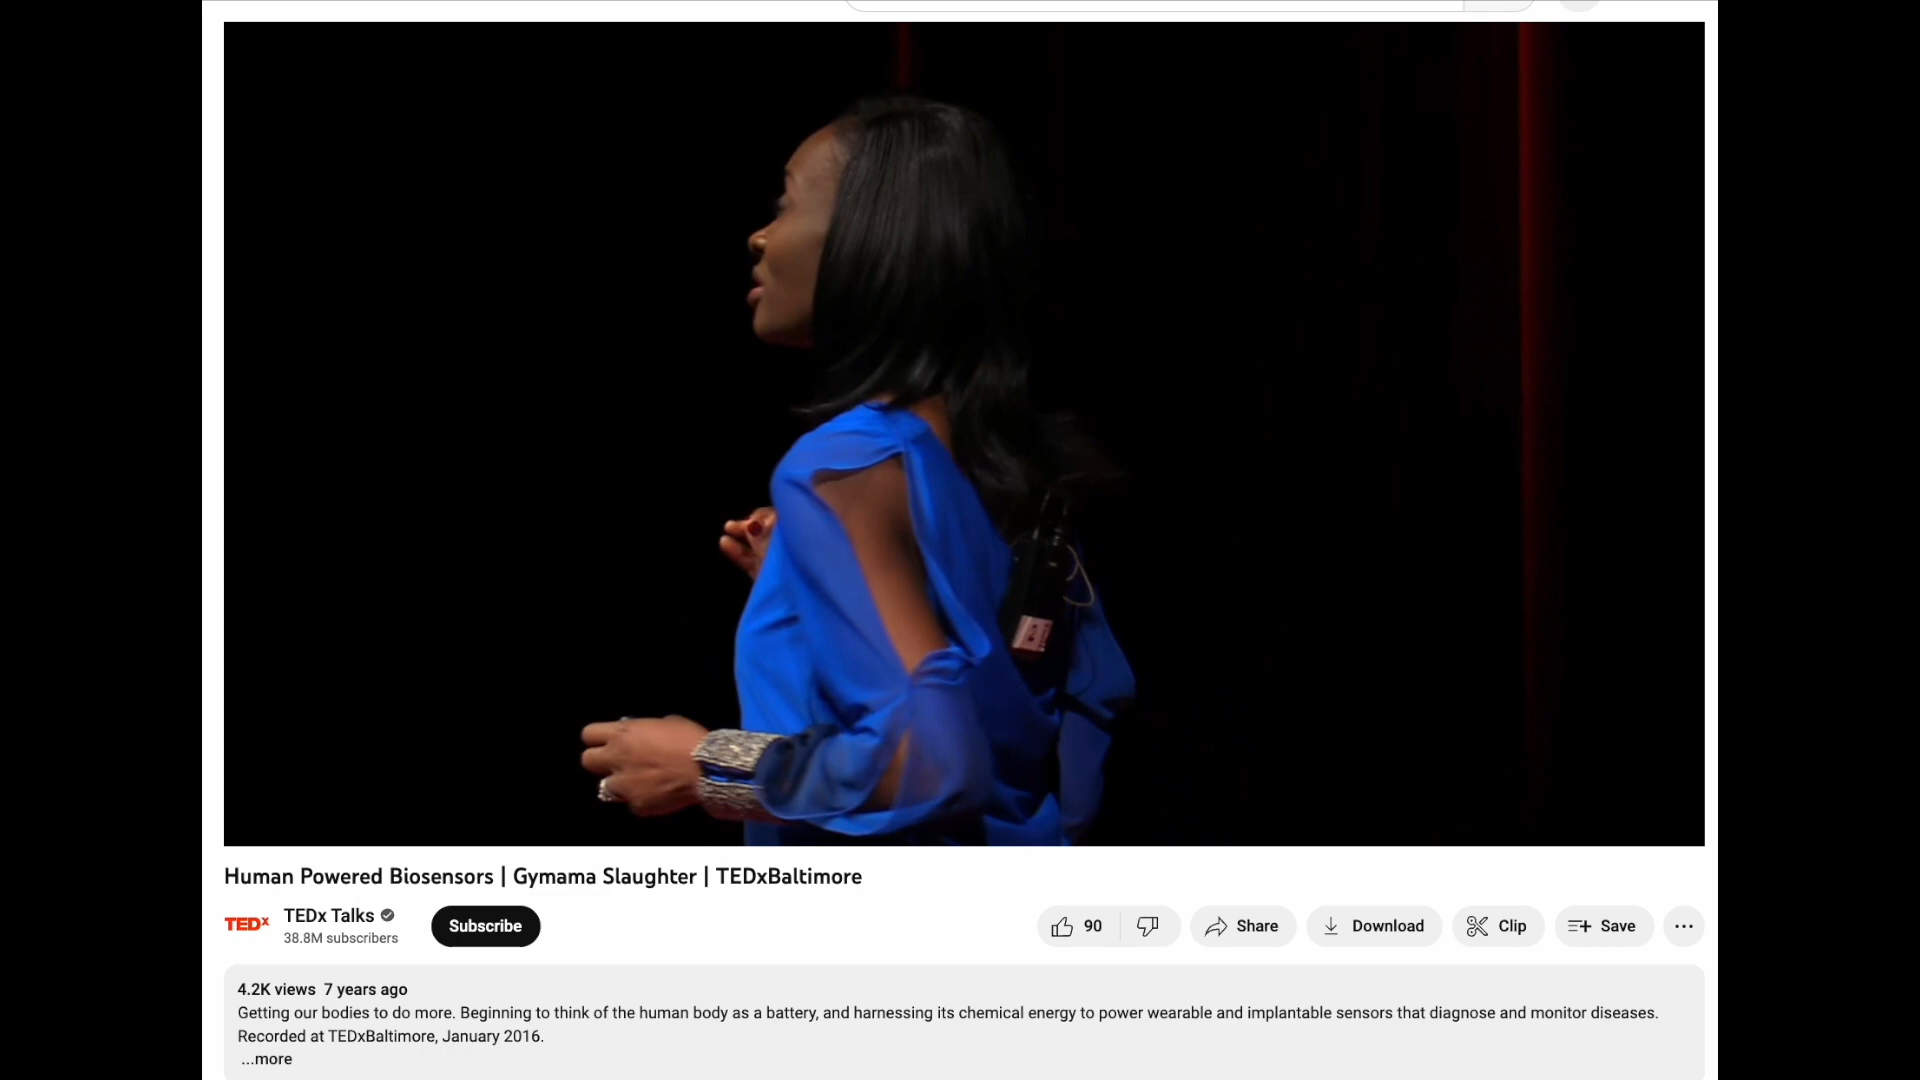 Human Powered Biosensors | Gymama Slaughter | TEDxBaltimore
TEDx
TEDx Talks
38.8M subscribers
Subscribe
90
Share
Download
Clip
Save
4.2K views 7 years ago
Getting our bodies to do more. Beginning to think of the human body as a battery, and harnessing its chemical energy to power wearable and implantable sensors that diagnose and monitor diseases.
Recorded at TEDxBaltimore, January 2016.
...more